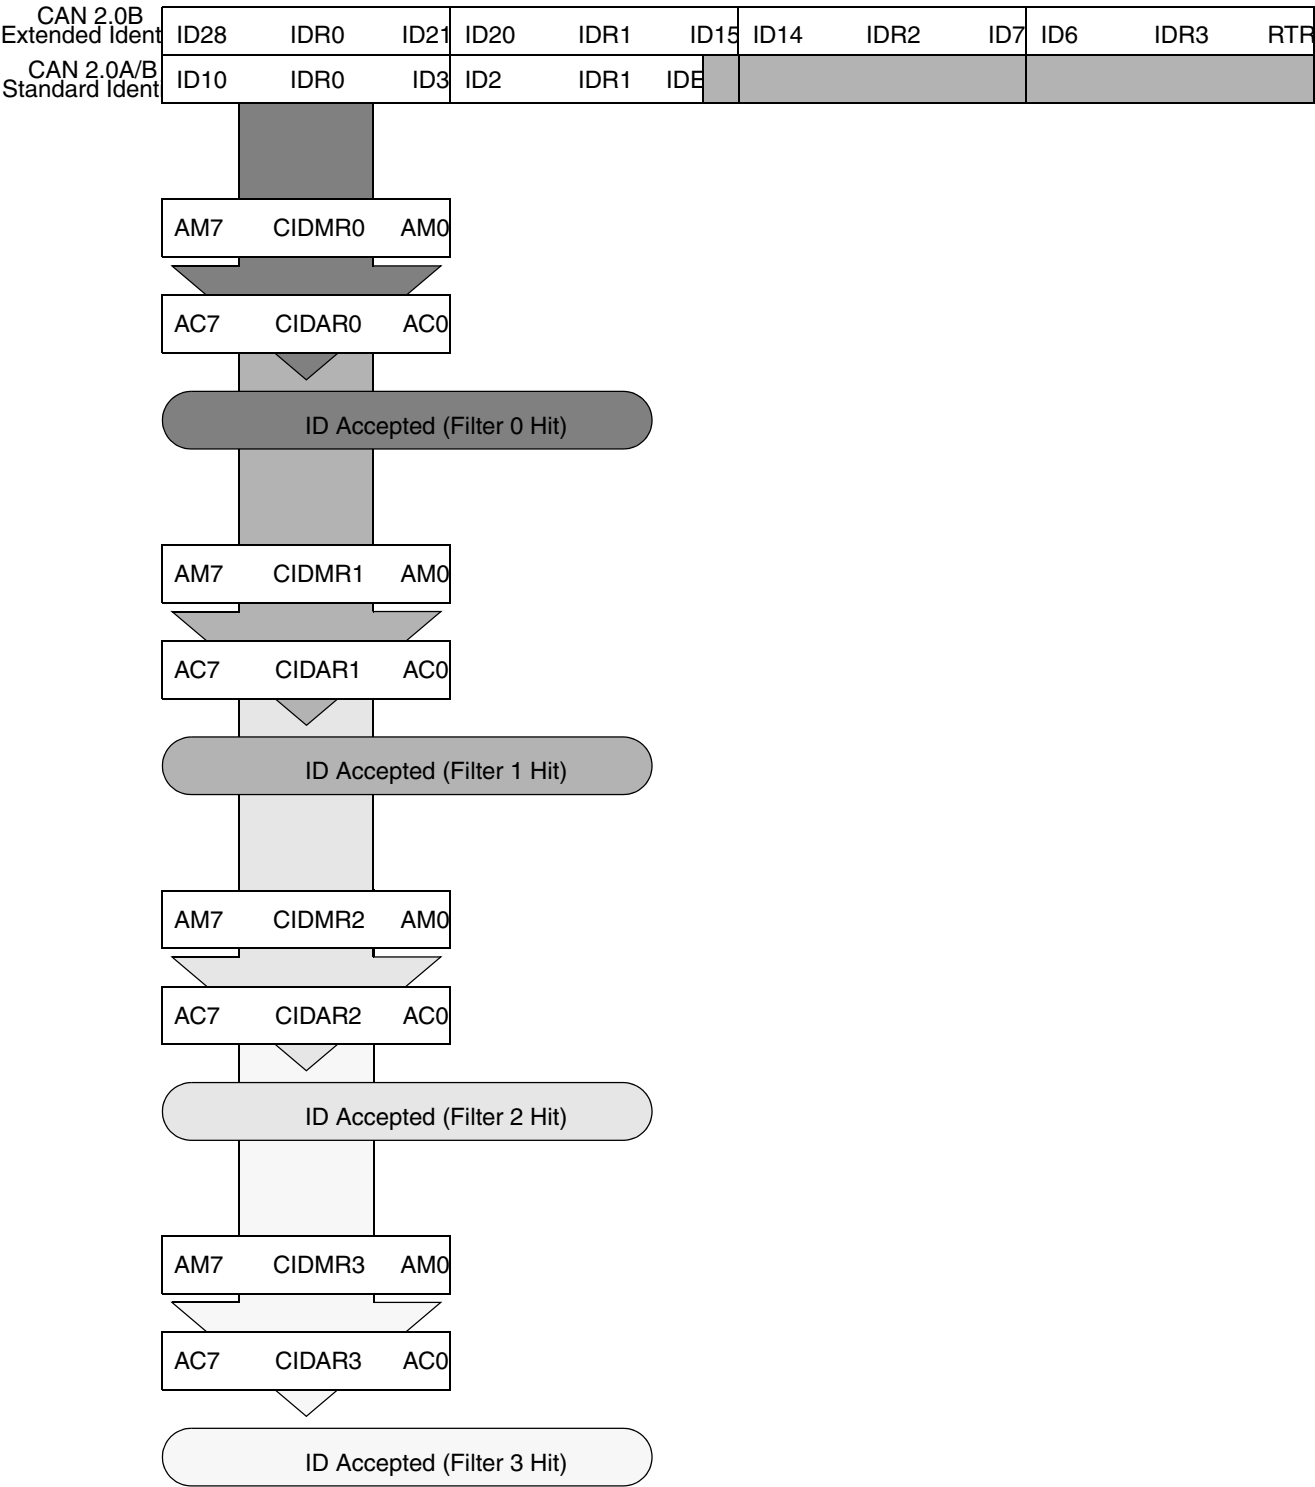 CAN 2.0B
Extended Ident ID28 IDR0 ID21 ID20 IDR1 ID15 ID14 IDR2 ID7 ID6 IDR3 RTR
CAN 2.0A/B
Standard Ident ID10 IDR0 ID3 ID2 IDR1 IDE
AM7 CIDMR0 AM0
AC7 CIDAR0 AC0
ID Accepted (Filter 0 Hit)
AM7 CIDMR1 AM0
AC7 CIDAR1 AC0
ID Accepted (Filter 1 Hit)
AM7 CIDMR2 AM0
AC7 CIDAR2 AC0
ID Accepted (Filter 2 Hit)
AM7 CIDMR3 AM0
AC7 CIDAR3 AC0
ID Accepted (Filter 3 Hit)